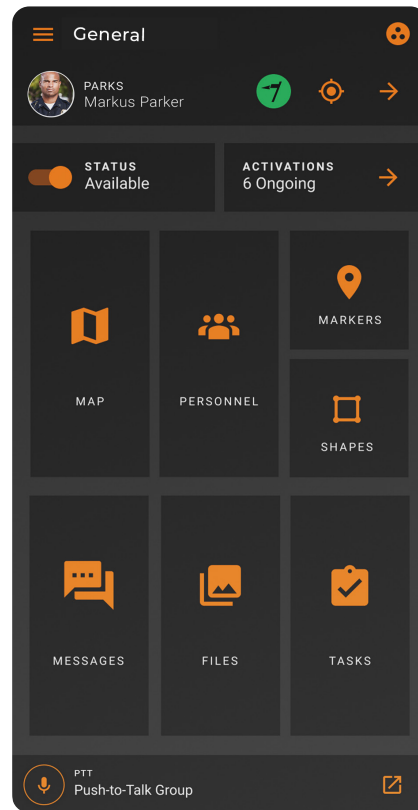 General
PARKS
Markus Parker
STATUS
Available
ACTIVATIONS
6 Ongoing
MAP
PERSONNEL
MARKERS
SHAPES
MESSAGES
FILES
TASKS
PTT
Push-to-Talk Group